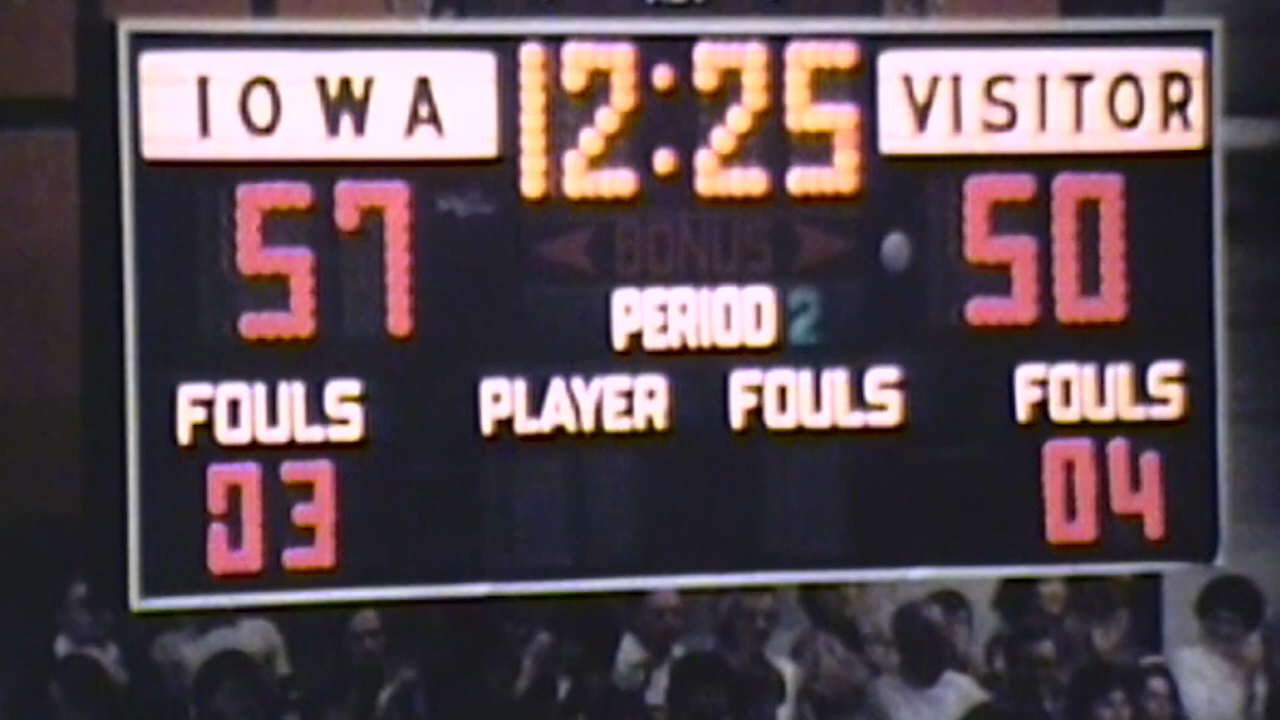 IOWA 12:25 VISITOR
57 50
BONUS
PERIOD 2
FOULS PLAYER FOULS FOULS
03 04